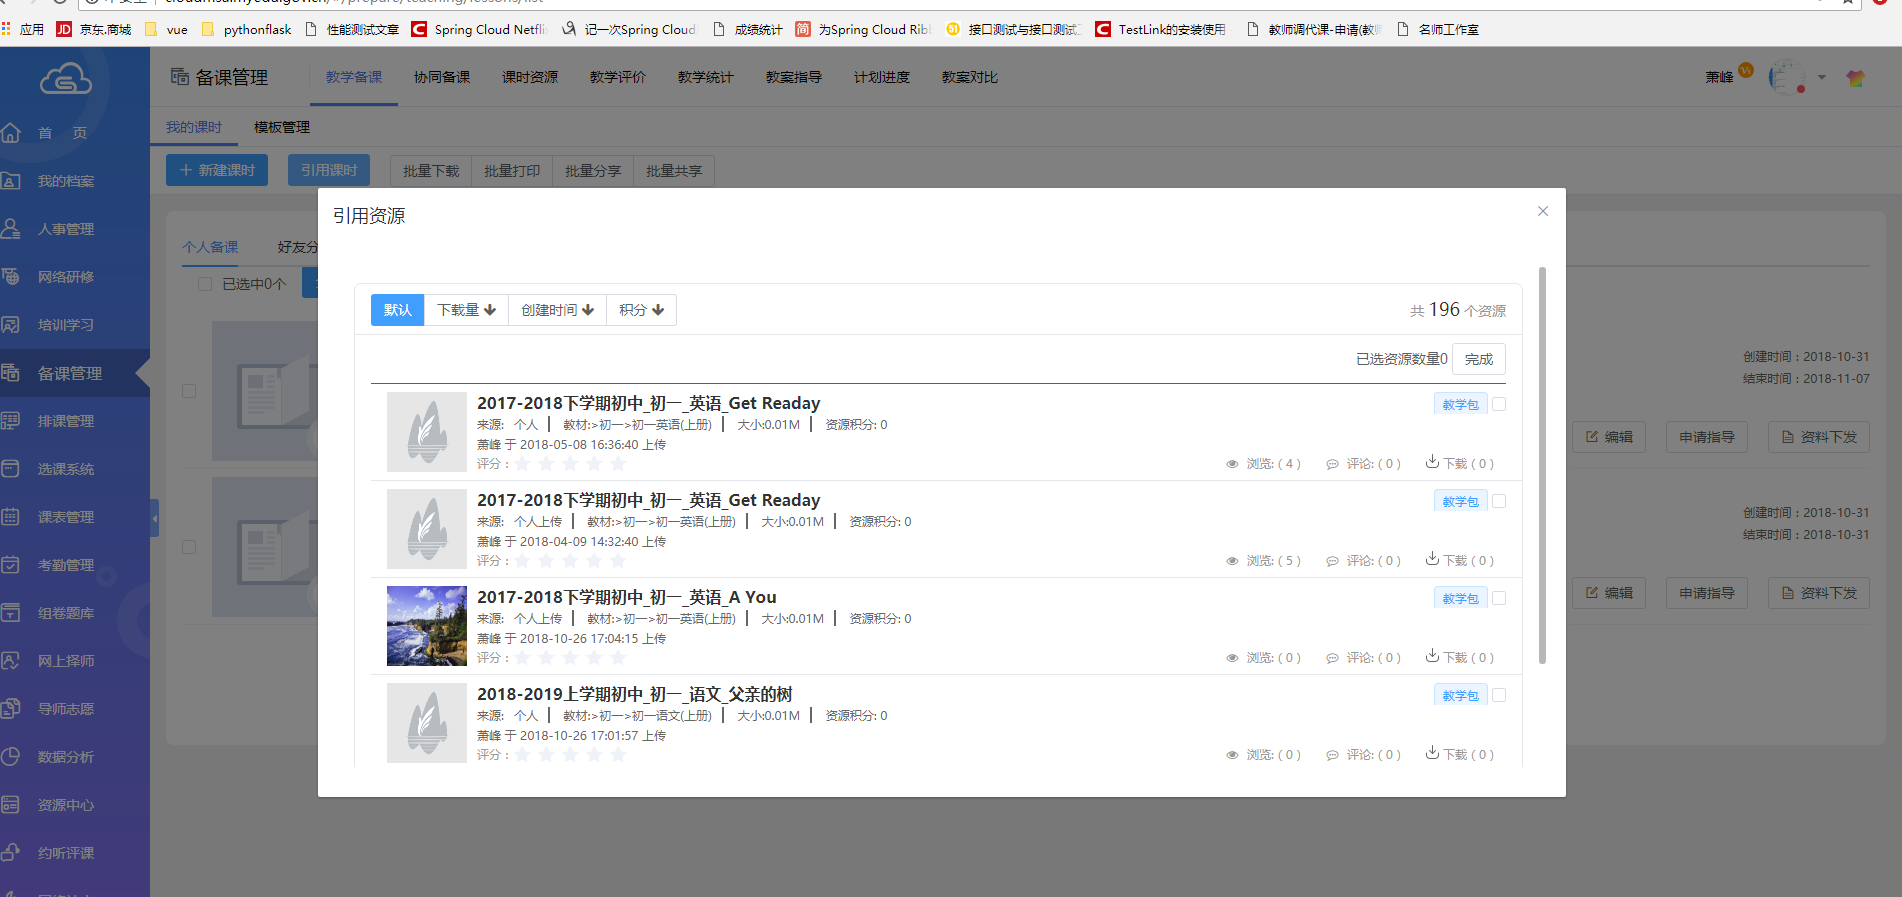 应用
京东.商城
vue
pythonflask
性能测试文章
Spring Cloud Netfli
记一次Spring Cloud
成绩统计
为Spring Cloud Rib
接口测试与接口测试
TestLink的安装使用
教师调代课-申请(教师
名师工作室
备课管理
教学备课
协同备课
课时资源
教学评价
教学统计
教案指导
计划进度
教案对比
萧峰
首 页
我的档案
人事管理
网络研修
培训学习
备课管理
排课管理
选课系统
课表管理
考勤管理
组卷题库
网上择师
导师志愿
数据分析
资源中心
约听评课
我的课时
模板管理
新建课时
引用课时
批量下载
批量打印
批量分享
批量共享
个人备课
好友分
已选中0个
引用资源
默认
下载量
创建时间
积分
共 196 个资源
已选资源数量0
完成
2017-2018下学期初中_初一_英语_Get Readay
教学包
来源: 个人 | 教材:>初一>初一英语(上册) | 大小:0.01M | 资源积分: 0
萧峰 于 2018-05-08 16:36:40 上传
评分：
浏览: ( 4 ) 评论: ( 0 ) 下载 ( 0 )
2017-2018下学期初中_初一_英语_Get Readay
教学包
来源: 个人上传 | 教材:>初一>初一英语(上册) | 大小:0.01M | 资源积分: 0
萧峰 于 2018-04-09 14:32:40 上传
评分：
浏览: ( 5 ) 评论: ( 0 ) 下载 ( 0 )
2017-2018下学期初中_初一_英语_A You
教学包
来源: 个人上传 | 教材:>初一>初一英语(上册) | 大小:0.01M | 资源积分: 0
萧峰 于 2018-10-26 17:04:15 上传
评分：
浏览: ( 0 ) 评论: ( 0 ) 下载 ( 0 )
2018-2019上学期初中_初一_语文_父亲的树
教学包
来源: 个人 | 教材:>初一>初一语文(上册) | 大小:0.01M | 资源积分: 0
萧峰 于 2018-10-26 17:01:57 上传
评分：
浏览: ( 0 ) 评论: ( 0 ) 下载 ( 0 )
创建时间：2018-10-31
结束时间：2018-11-07
编辑
申请指导
资料下发
创建时间：2018-10-31
结束时间：2018-10-31
编辑
申请指导
资料下发